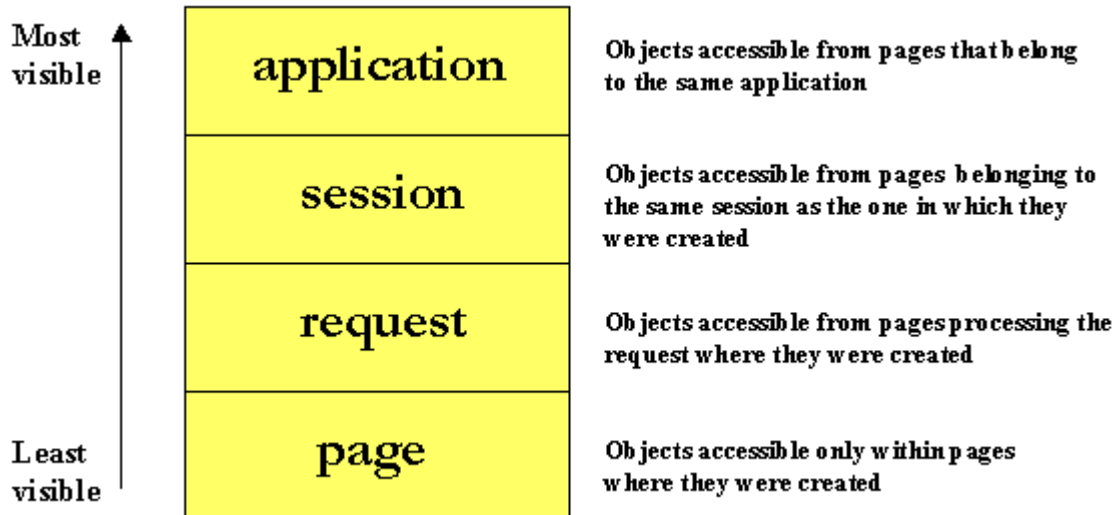 Most
visible
application
Objects accessible from pages that belong
to the same application
session
Objects accessible from pages belonging to
the same session as the one in which they
were created
request
Objects accessible from pages processing the
request where they were created
Least
visible
page
Objects accessible only within pages
where they were created